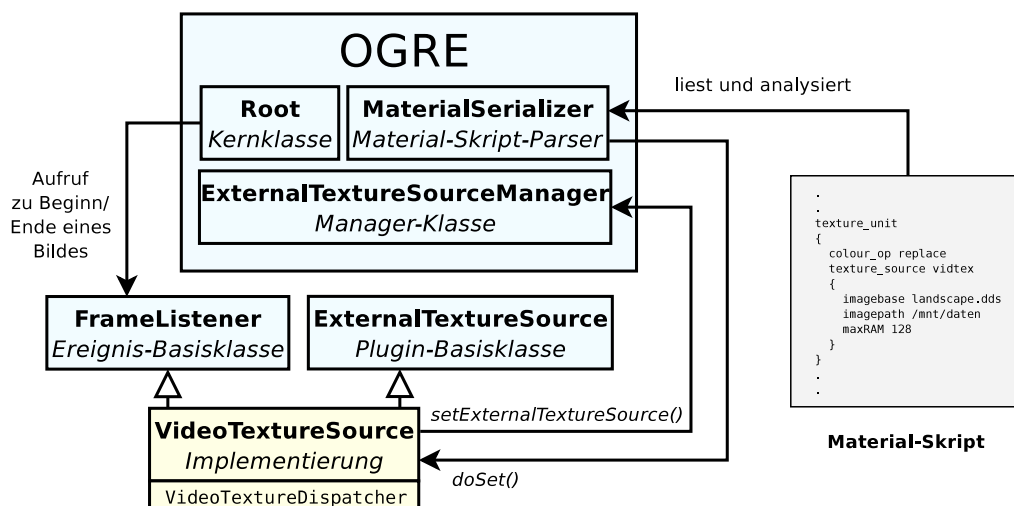 OGRE
Root
Kernklasse
MaterialSerializer
Material-Skript-Parser
ExternalTextureSourceManager
Manager-Klasse
liest und analysiert
Aufruf
zu Beginn/
Ende eines
Bildes
.
.
texture_unit
{
colour_op replace
texture_source vidtex
{
imagebase landscape.dds
imagepath /mnt/daten
maxRAM 128
}
}
.
.
Material-Skript
FrameListener
Ereignis-Basisklasse
ExternalTextureSource
Plugin-Basisklasse
VideoTextureSource
Implementierung
VideoTextureDispatcher
setExternalTextureSource()
doSet()